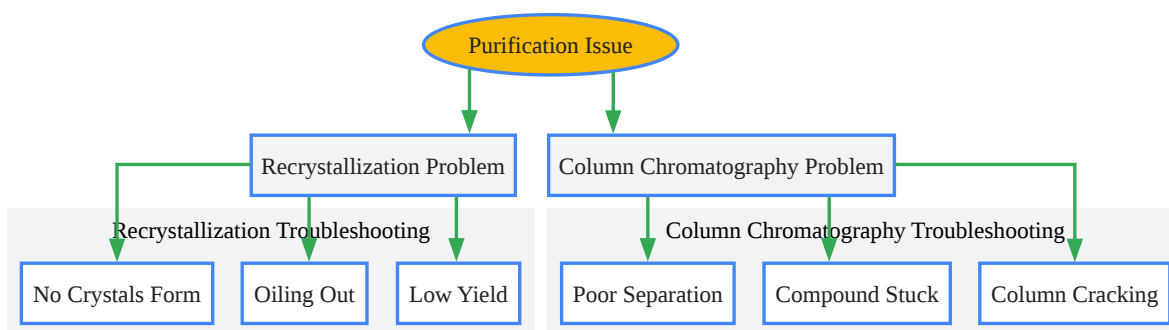 Purification Issue
Recrystallization Problem
Column Chromatography Problem
Recrystallization Troubleshooting
Column Chromatography Troubleshooting
No Crystals Form
Oiling Out
Low Yield
Poor Separation
Compound Stuck
Column Cracking